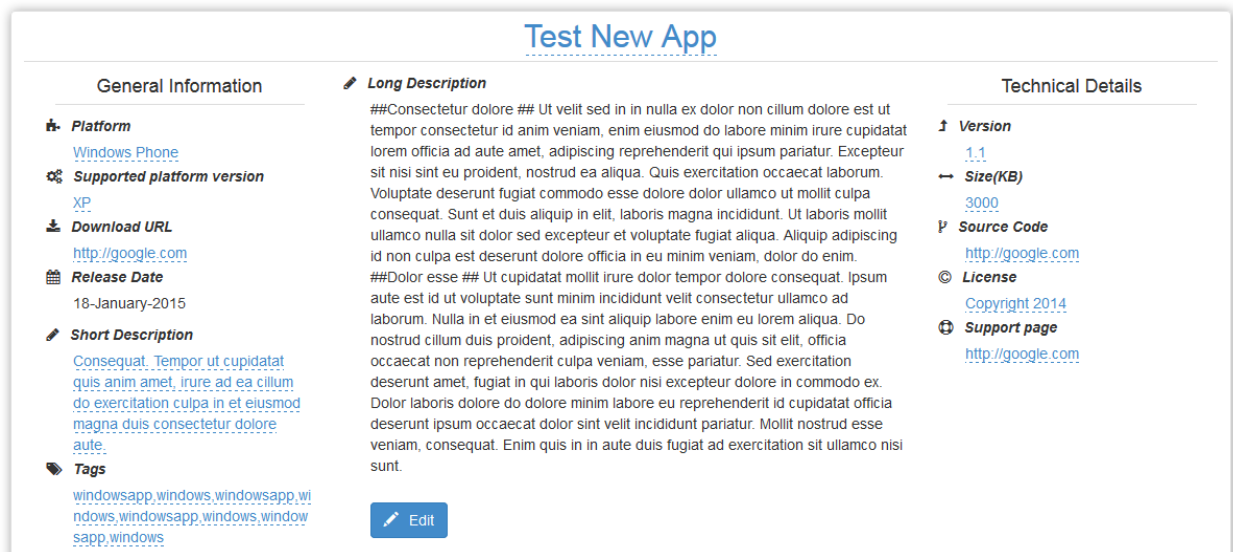 Test New App
General Information
Platform
Windows Phone
Supported platform version
XP
Download URL
http://google.com
Release Date
18-January-2015
Short Description
Consequat. Tempor ut cupidatat
quis anim amet, irure ad ea cillum
do exercitation culpa in et eiusmod
magna duis consectetur dolore
aute.
Tags
windowsapp,windows,windowsapp,wi
ndows,windowsapp,windows,window
sapp,windows
Long Description
##Consectetur dolore ## Ut velit sed in in nulla ex dolor non cillum dolore est ut
tempor consectetur id anim veniam, enim eiusmod do labore minim irure cupidatat
lorem officia ad aute amet, adipiscing reprehenderit qui ipsum pariatur. Excepteur
sit nisi sint eu proident, nostrud ea aliqua. Quis exercitation occaecat laborum.
Voluptate deserunt fugiat commodo esse dolore dolor ullamco ut mollit culpa
consequat. Sunt et duis aliquip in elit, laboris magna incididunt. Ut laboris mollit
ullamco nulla sit dolor sed excepteur et voluptate fugiat aliqua. Aliquip adipiscing
id non culpa est deserunt dolore officia in eu minim veniam, dolor do enim.
##Dolor esse ## Ut cupidatat mollit irure dolor tempor dolore consequat. Ipsum
aute est id ut voluptate sunt minim incididunt velit consectetur ullamco ad
laborum. Nulla in et eiusmod ea sint aliquip labore enim eu lorem aliqua. Do
nostrud cillum duis proident, adipiscing anim magna ut quis sit elit, officia
occaecat non reprehenderit culpa veniam, esse pariatur. Sed exercitation
deserunt amet, fugiat in qui laboris dolor nisi excepteur dolore in commodo ex.
Dolor laboris dolore do dolore minim labore eu reprehenderit id cupidatat officia
deserunt ipsum occaecat dolor sint velit incididunt pariatur. Mollit nostrud esse
veniam, consequat. Enim quis in in aute duis fugiat ad exercitation sit ullamco nisi
sunt.
Edit
Technical Details
Version
1.1
Size(KB)
3000
Source Code
http://google.com
License
Copyright 2014
Support page
http://google.com